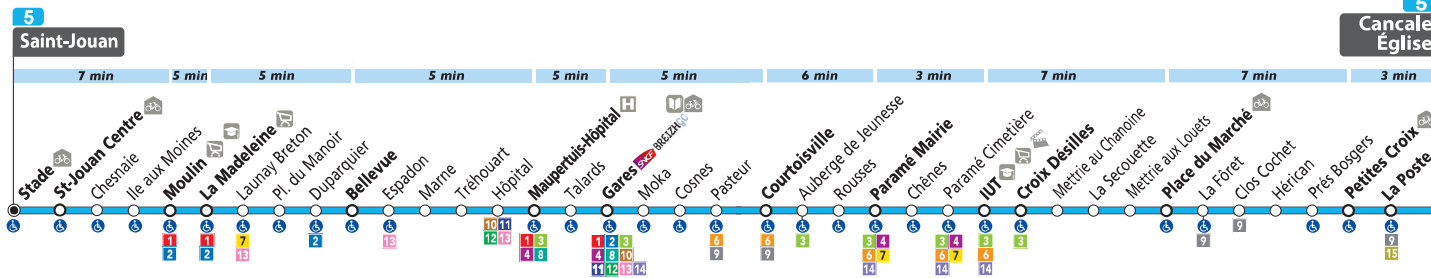 5
Saint-Jouan
5
Cancale
Église
7 min
5 min
5 min
5 min
5 min
5 min
6 min
3 min
7 min
7 min
3 min
Stade
St-Jouan Centre
Chesnaie
Ile aux Moines
Moulin
La Madeleine
Launay Breton
Pl. du Manoir
Duparquier
Bellevue
Espadon
Marne
Tréhouart
Hôpital
Maupertuis-Hôpital
H
Talards
Gares
SNCF
BREIZHGO
Moka
Cosnes
Pasteur
Courtoisville
Auberge de Jeunesse
Rousses
Paramé Mairie
Chênes
Paramé Cimetière
IUT
Croix Désilles
Mettrie au Chanoine
La Secouette
Mettrie aux Louets
Place du Marché
La Fôret
Clos Cochet
Hérican
Prés Bosgers
Petites Croix
La Poste
1
2
1
2
7
13
2
13
10 11
12 13
1 3
4 8
1 2 3
4 8 10
11 12 13 14
6
9
6
9
3
3 4
6 7
14
3 4
6 7
14
3
6
14
3
9
9
9
15